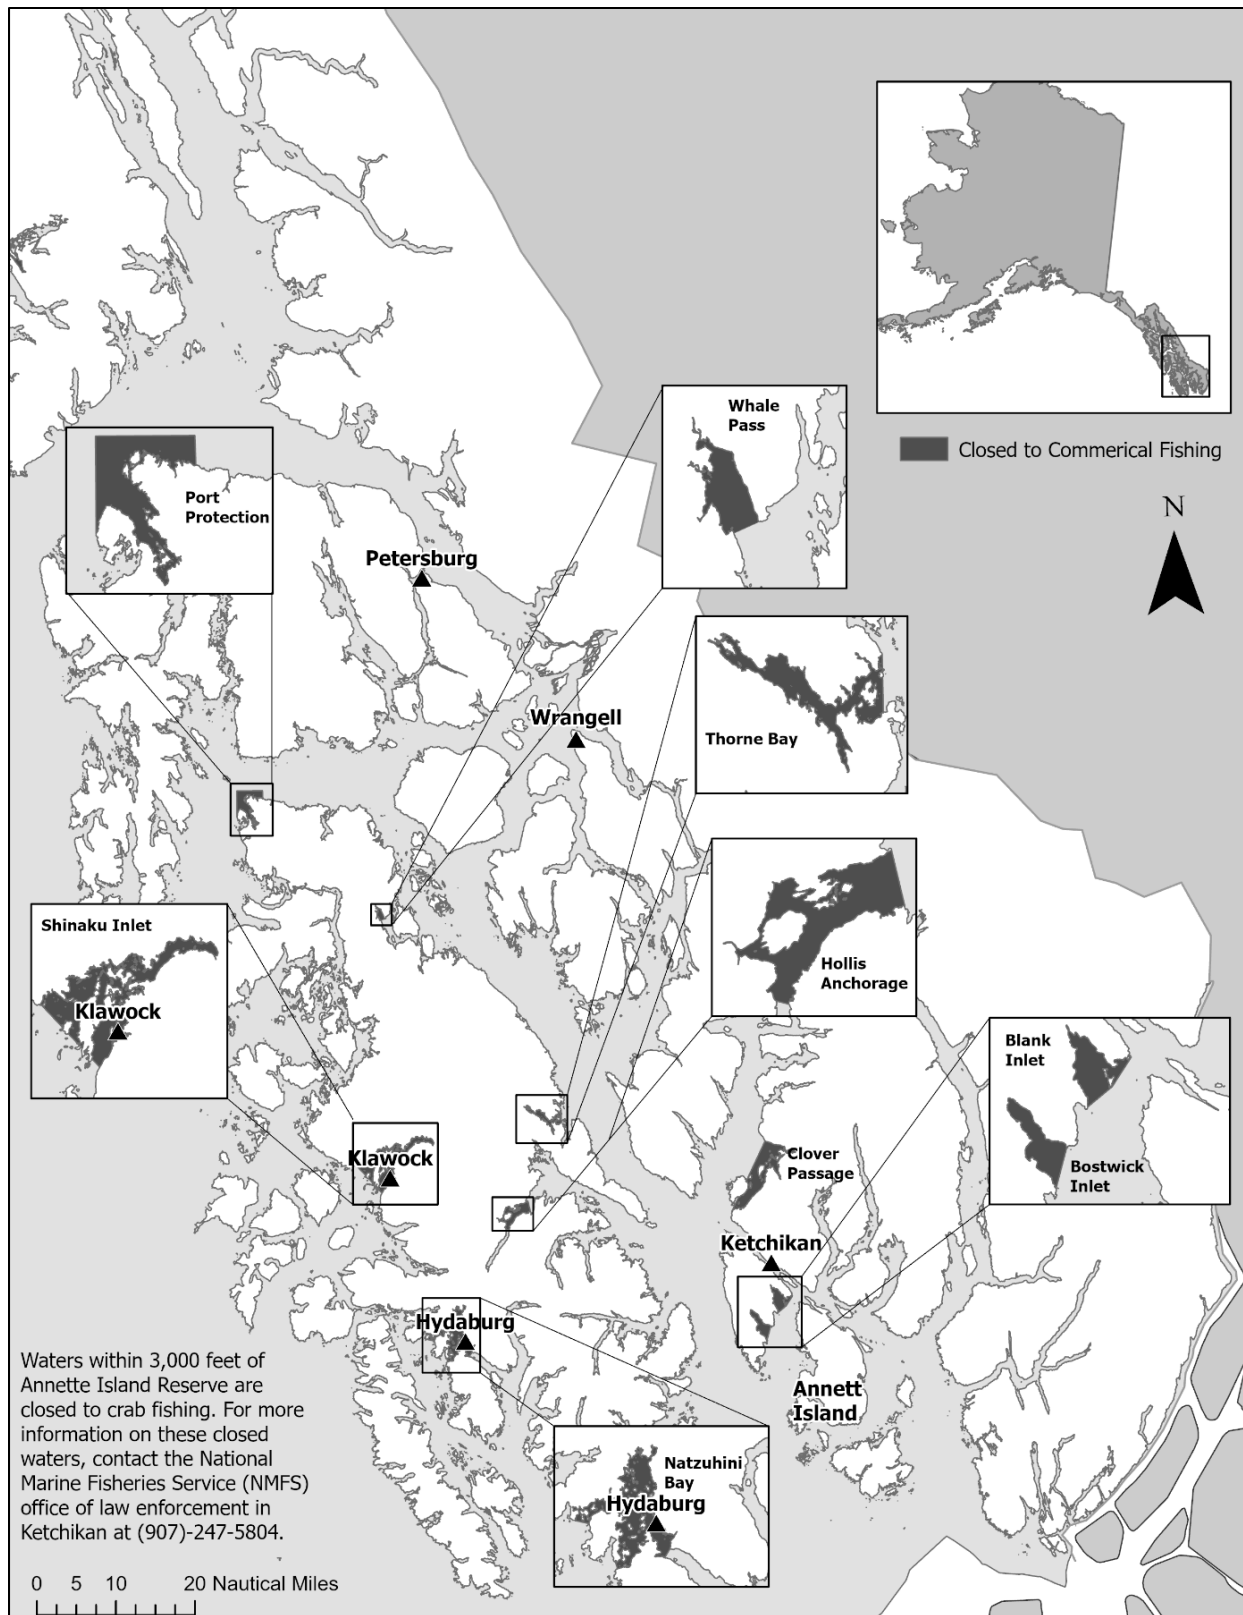 Whale
Pass
Closed to Commerical Fishing
Port
Protection
N
Petersburg
Wrangell
Thorne Bay
Shinaku Inlet
Klawock
Hollis
Anchorage
Blank
Inlet
Bostwick
Inlet
Klawock
Clover
Passage
Ketchikan
Hydaburg
Annett
Island
Waters within 3,000 feet of
Annette Island Reserve are
closed to crab fishing. For more
information on these closed
waters, contact the National
Marine Fisheries Service (NMFS)
office of law enforcement in
Ketchikan at (907)-247-5804.
Natzuhini
Bay
Hydaburg
0 5 10 20 Nautical Miles